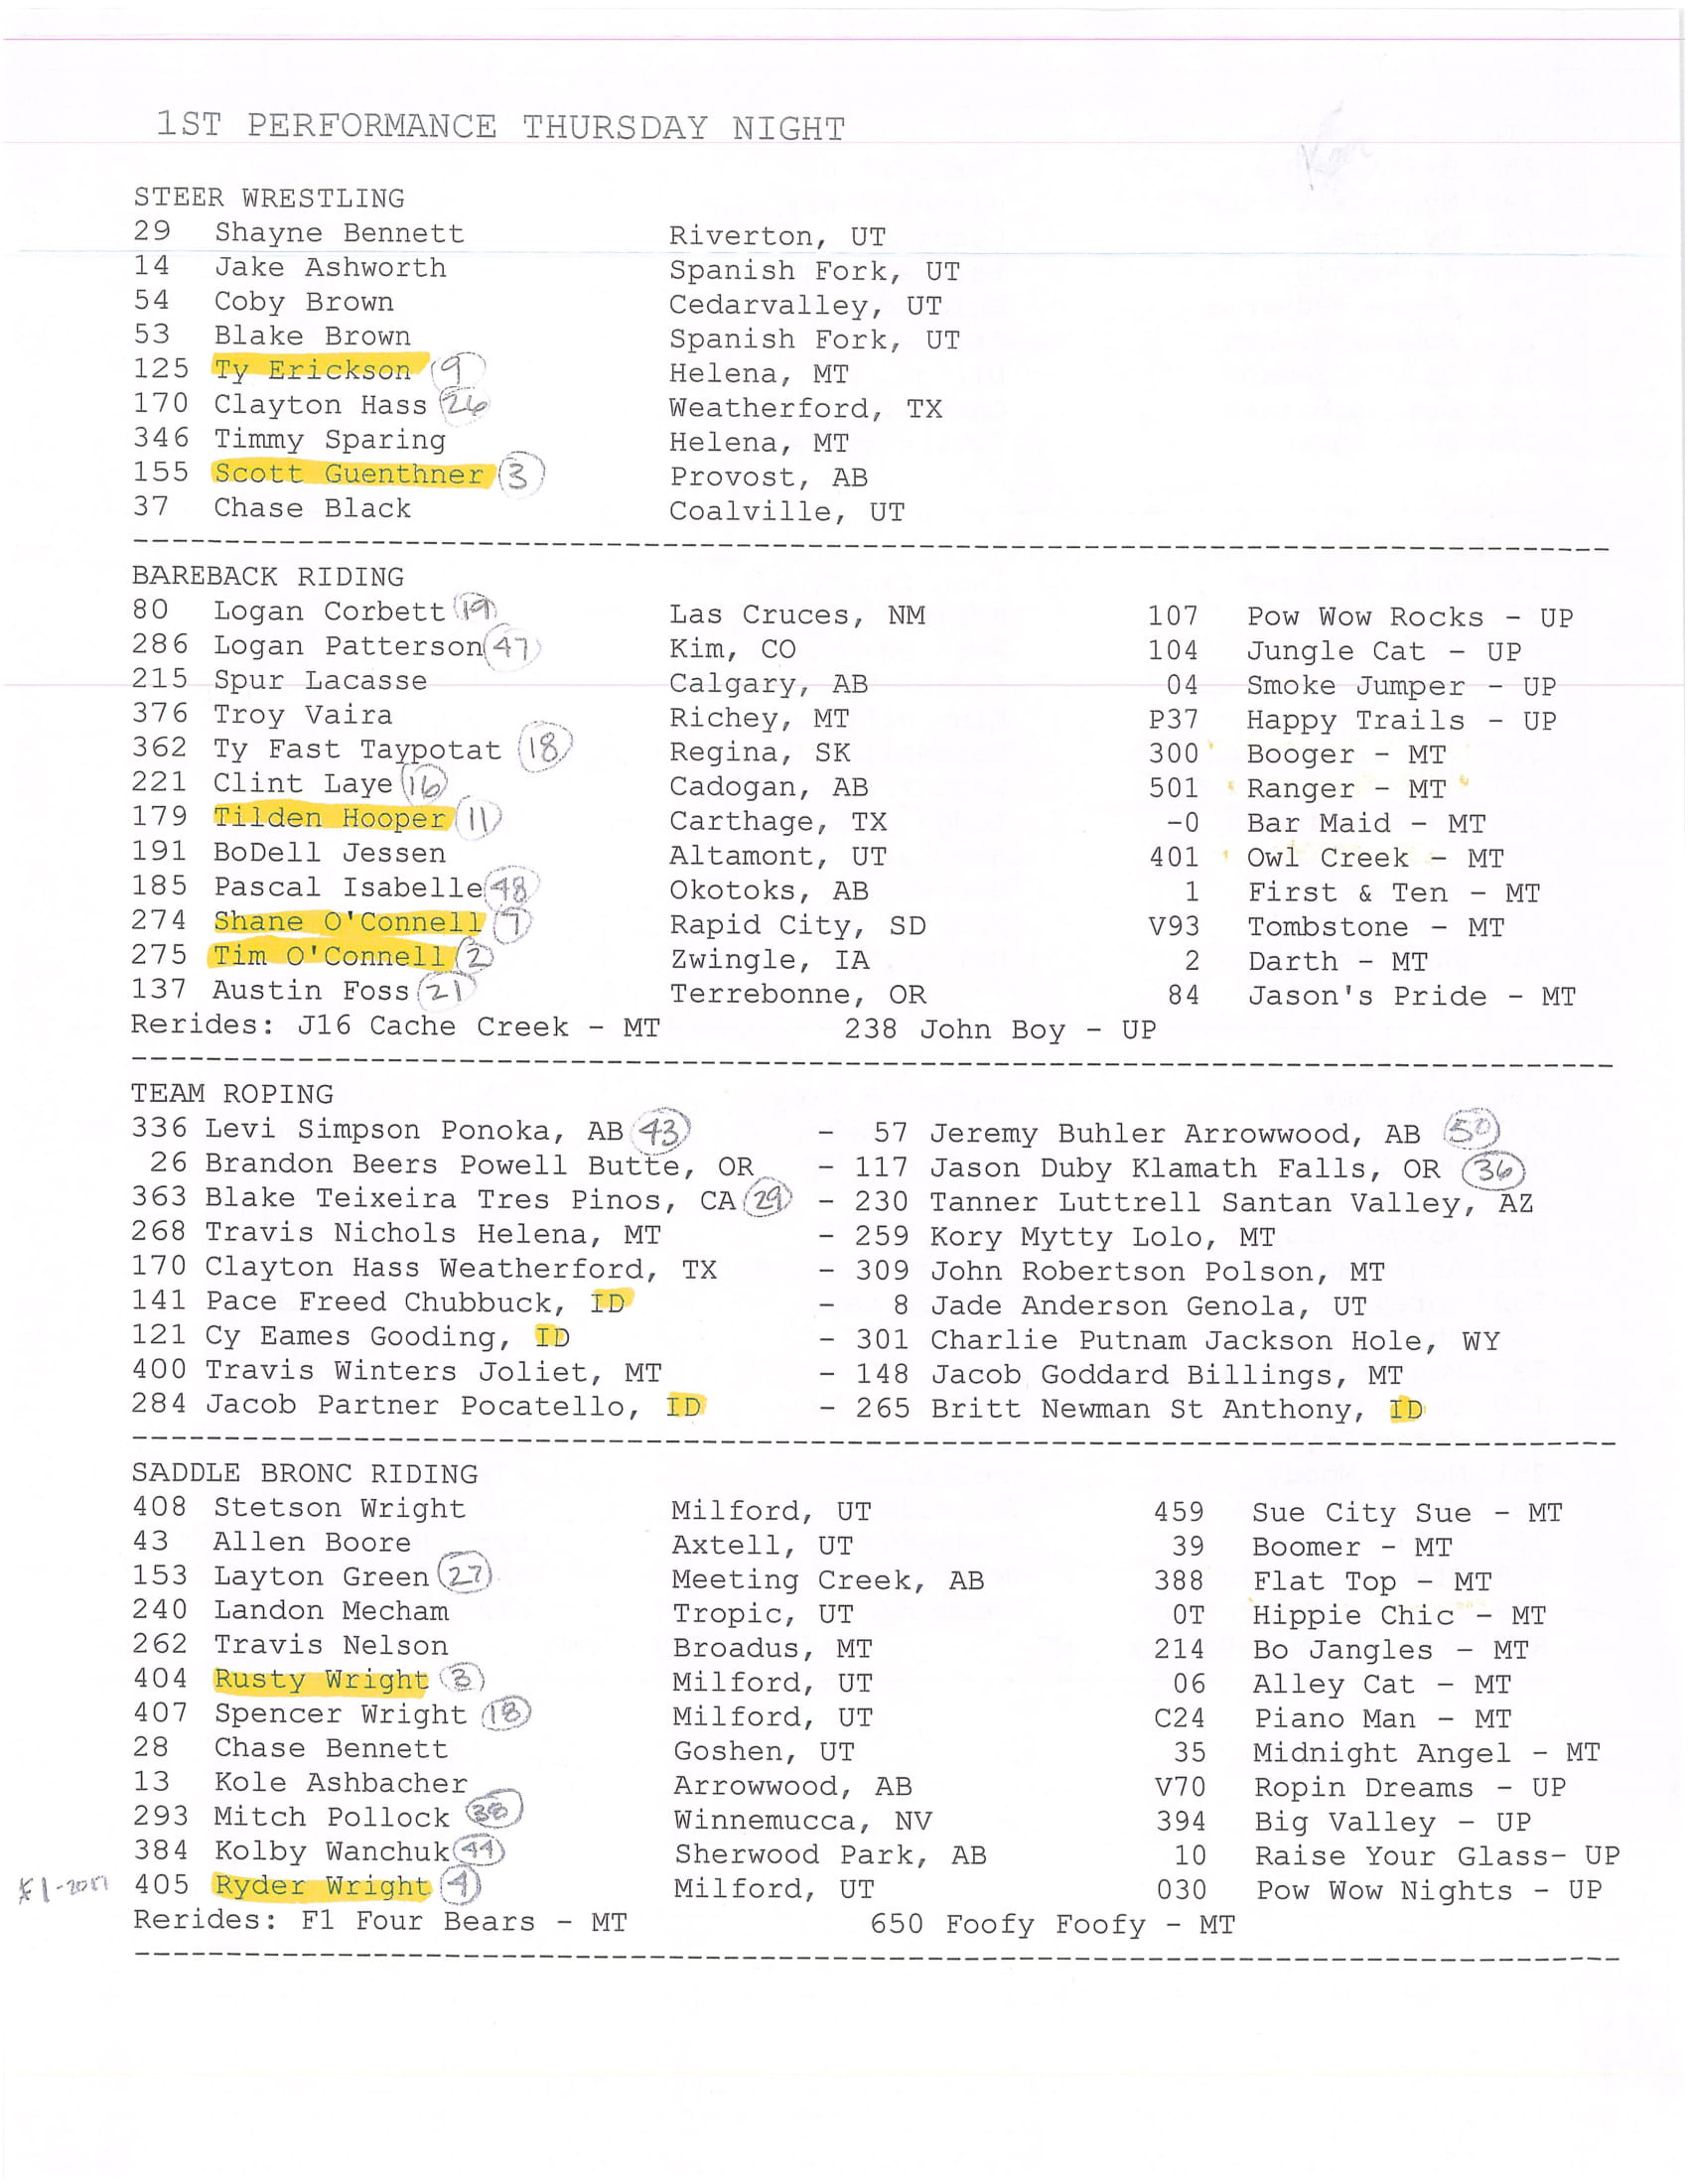 1ST PERFORMANCE THURSDAY NIGHT
STEER WRESTLING
29 Shayne Bennett Riverton, UT
14 Jake Ashworth Spanish Fork, UT
54 Coby Brown Cedarvalley, UT
53 Blake Brown Spanish Fork, UT
125 Ty Erickson 9 Helena, MT
170 Clayton Hass 26 Weatherford, TX
346 Timmy Sparing Helena, MT
155 Scott Guenthner 3 Provost, AB
37 Chase Black Coalville, UT
BAREBACK RIDING
80 Logan Corbett 19 Las Cruces, NM 107 Pow Wow Rocks - UP
286 Logan Patterson 47 Kim, CO 104 Jungle Cat - UP
215 Spur Lacasse Calgary, AB 04 Smoke Jumper - UP
376 Troy Vaira Richey, MT P37 Happy Trails - UP
362 Ty Fast Taypotat 18 Regina, SK 300 Booger - MT
221 Clint Laye 16 Cadogan, AB 501 Ranger - MT
179 Tilden Hooper 11 Carthage, TX -0 Bar Maid - MT
191 BoDell Jessen Altamont, UT 401 Owl Creek - MT
185 Pascal Isabelle 48 Okotoks, AB 1 First & Ten - MT
274 Shane O'Connell 7 Rapid City, SD V93 Tombstone - MT
275 Tim O'Connell 2 Zwingle, IA 2 Darth - MT
137 Austin Foss 21 Terrebonne, OR 84 Jason's Pride - MT
Rerides: J16 Cache Creek - MT 238 John Boy - UP
TEAM ROPING
336 Levi Simpson Ponoka, AB 43 - 57 Jeremy Buhler Arrowwood, AB 50
26 Brandon Beers Powell Butte, OR - 117 Jason Duby Klamath Falls, OR 36
363 Blake Teixeira Tres Pinos, CA 29 - 230 Tanner Luttrell Santan Valley, AZ
268 Travis Nichols Helena, MT - 259 Kory Mytty Lolo, MT
170 Clayton Hass Weatherford, TX - 309 John Robertson Polson, MT
141 Pace Freed Chubbuck, ID - 8 Jade Anderson Genola, UT
121 Cy Eames Gooding, ID - 301 Charlie Putnam Jackson Hole, WY
400 Travis Winters Joliet, MT - 148 Jacob Goddard Billings, MT
284 Jacob Partner Pocatello, ID - 265 Britt Newman St Anthony, ID
SADDLE BRONC RIDING
408 Stetson Wright Milford, UT 459 Sue City Sue - MT
43 Allen Boore Axtell, UT 39 Boomer - MT
153 Layton Green 27 Meeting Creek, AB 388 Flat Top - MT
240 Landon Mecham Tropic, UT 0T Hippie Chic - MT
262 Travis Nelson Broadus, MT 214 Bo Jangles - MT
404 Rusty Wright 3 Milford, UT 06 Alley Cat - MT
407 Spencer Wright 18 Milford, UT C24 Piano Man - MT
28 Chase Bennett Goshen, UT 35 Midnight Angel - MT
13 Kole Ashbacher Arrowwood, AB V70 Ropin Dreams - UP
293 Mitch Pollock 38 Winnemucca, NV 394 Big Valley - UP
384 Kolby Wanchuk 44 Sherwood Park, AB 10 Raise Your Glass- UP
#1-2017 405 Ryder Wright 4 Milford, UT 030 Pow Wow Nights - UP
Rerides: F1 Four Bears - MT 650 Foofy Foofy - MT